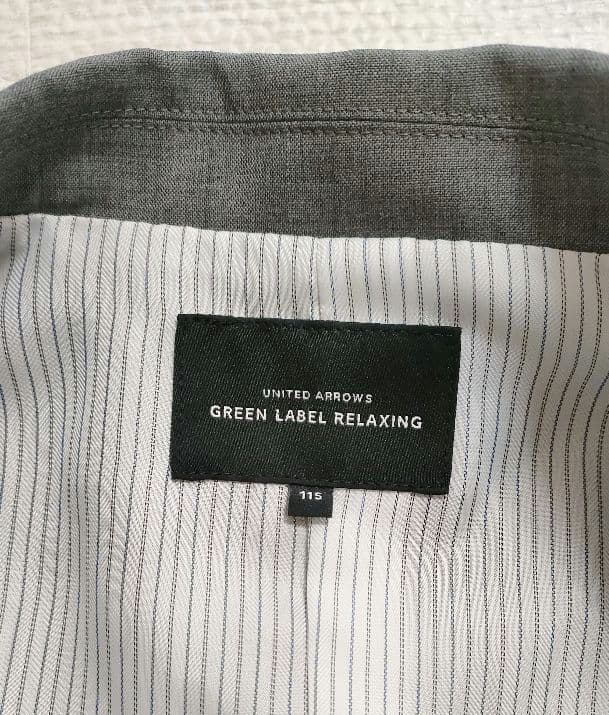 UNITED ARROWS
GREEN LABEL RELAXING
115